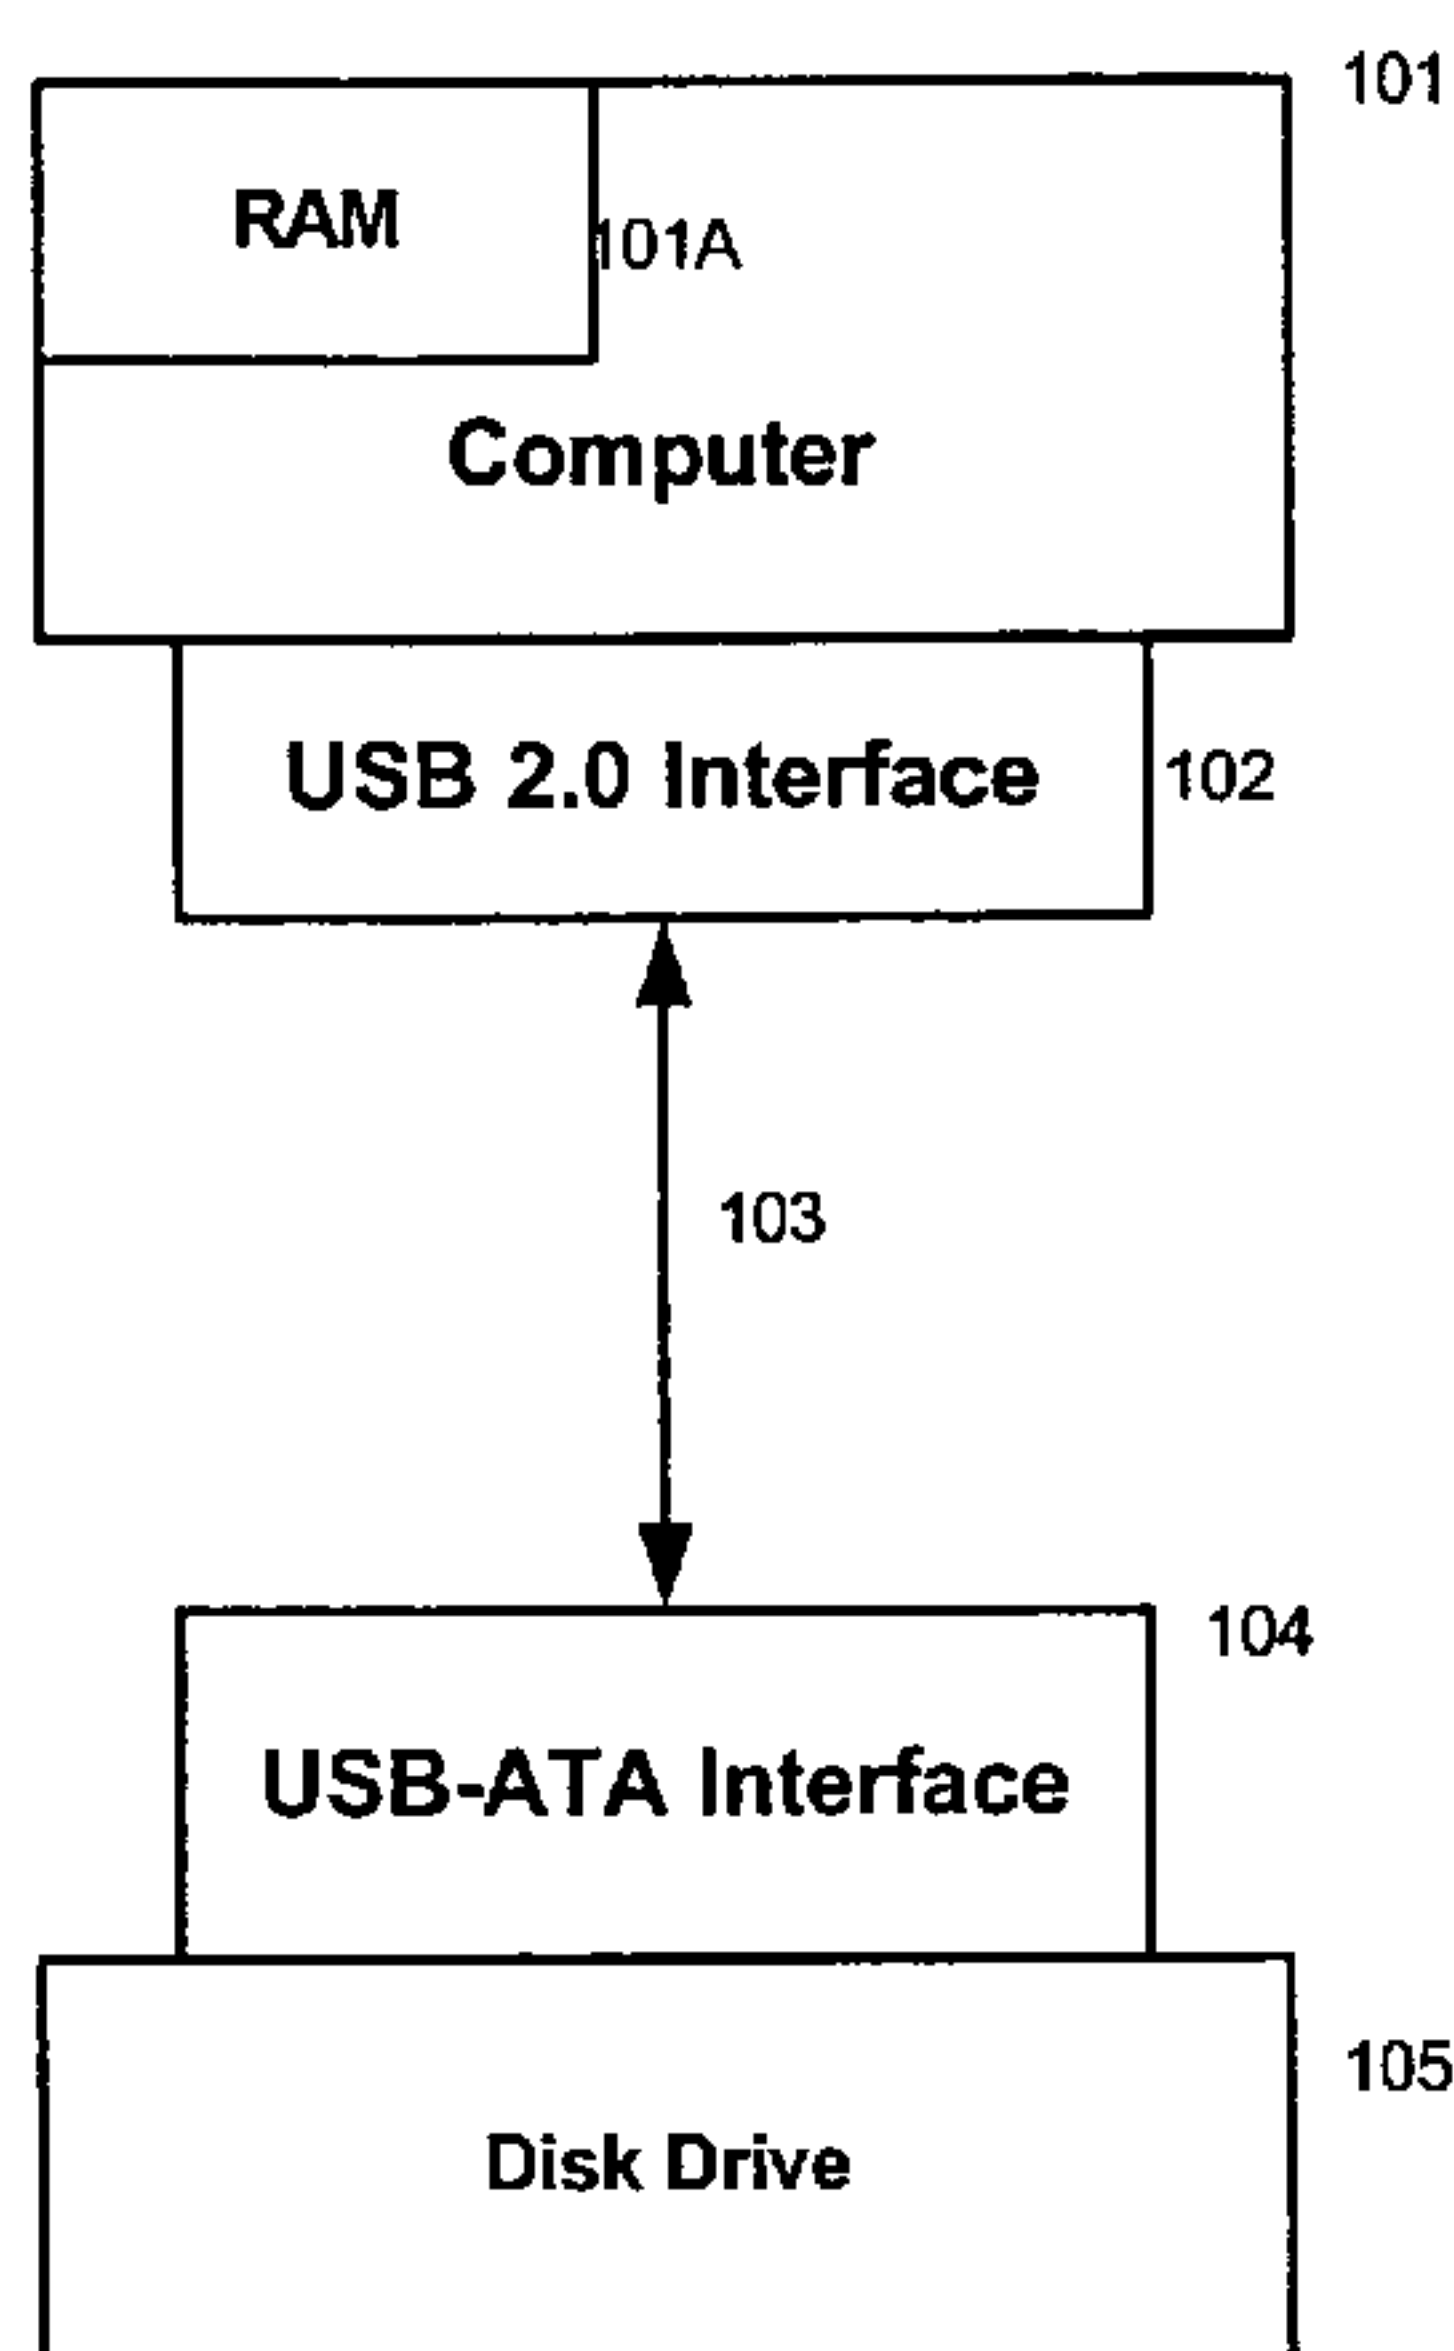 101
RAM
101A
Computer
USB 2.0 Interface
102
103
104
USB-ATA Interface
105
Disk Drive